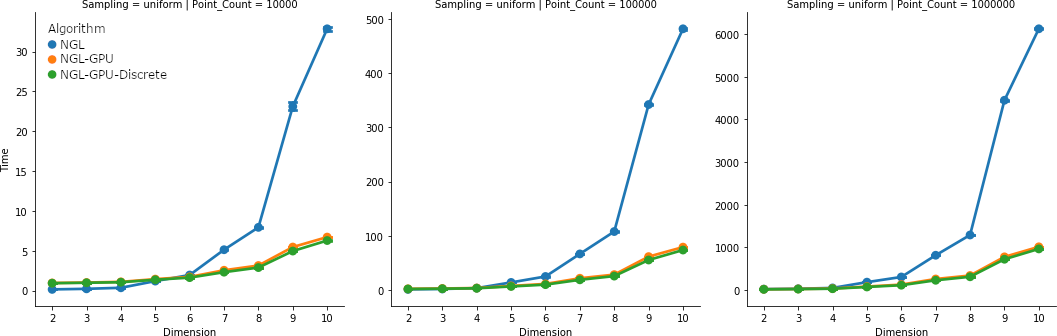 Sampling = uniform | Point_Count = 10000
Time
30
25
20
15
10
5
0
Algorithm
NGL
NGL-GPU
NGL-GPU-Discrete
2 3 4 5 6 7 8 9 10
Dimension
Sampling = uniform | Point_Count = 100000
500
400
300
200
100
0
2 3 4 5 6 7 8 9 10
Dimension
Sampling = uniform | Point_Count = 1000000
6000
5000
4000
3000
2000
1000
0
2 3 4 5 6 7 8 9 10
Dimension